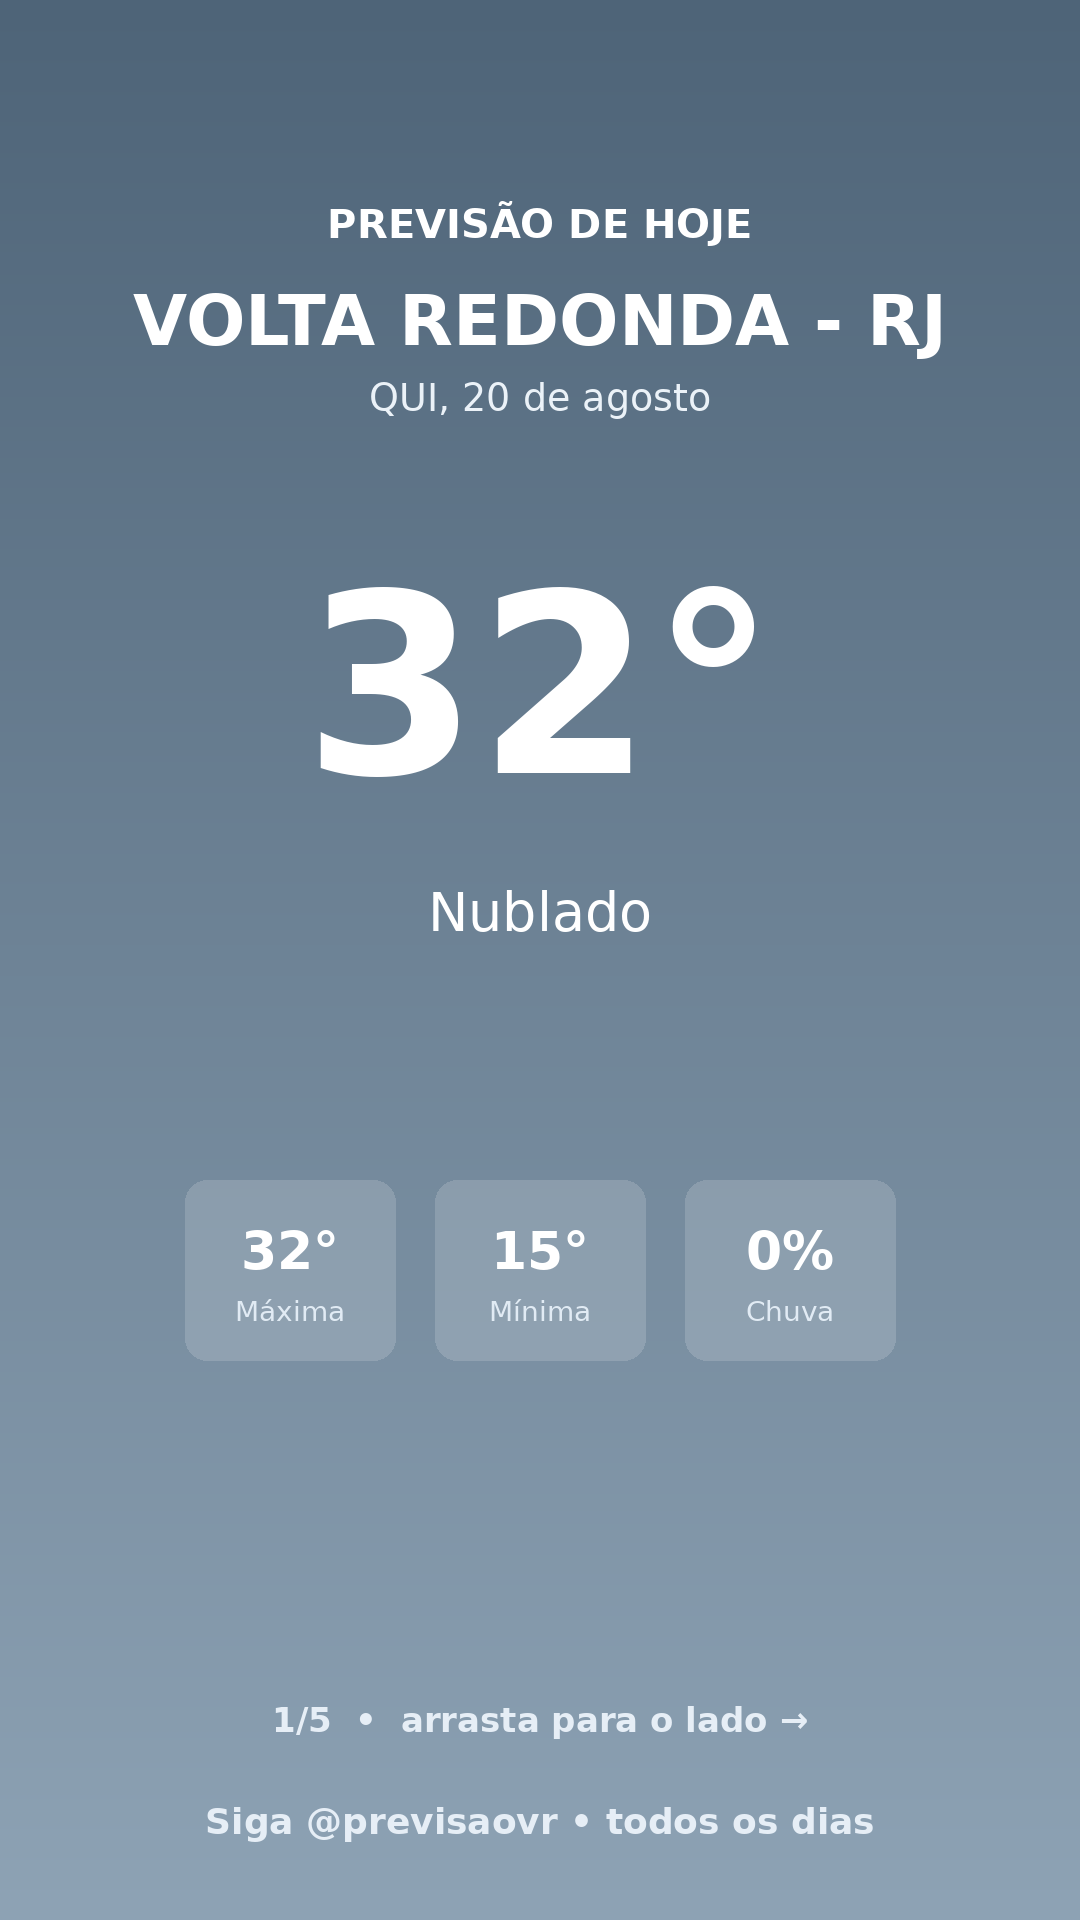 PREVISÃO DE HOJE
VOLTA REDONDA - RJ
QUI, 20 de agosto
32°
Nublado
32° 15° 0%
Máxima Mínima Chuva
1/5 • arrasta para o lado →
Siga @previsaovr • todos os dias